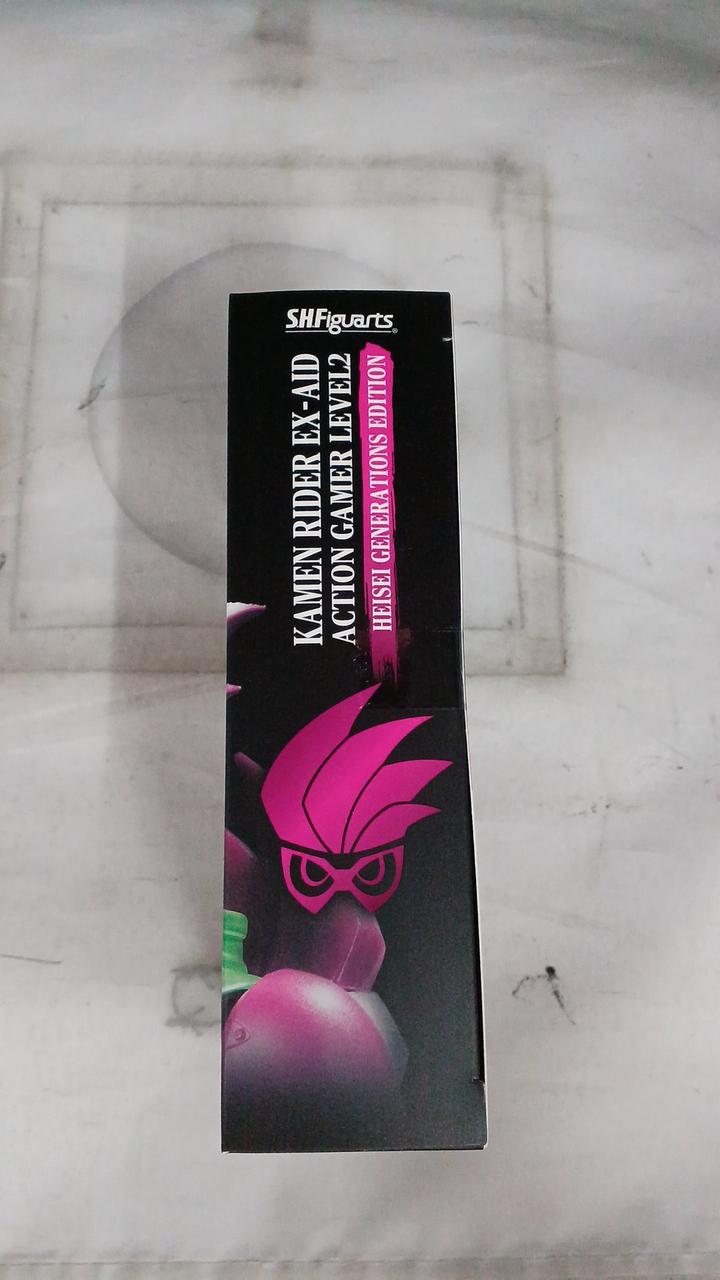 S.H.Figuarts®
KAMEN RIDER EX-AID
ACTION GAMER LEVEL2
HEISEI GENERATIONS EDITION